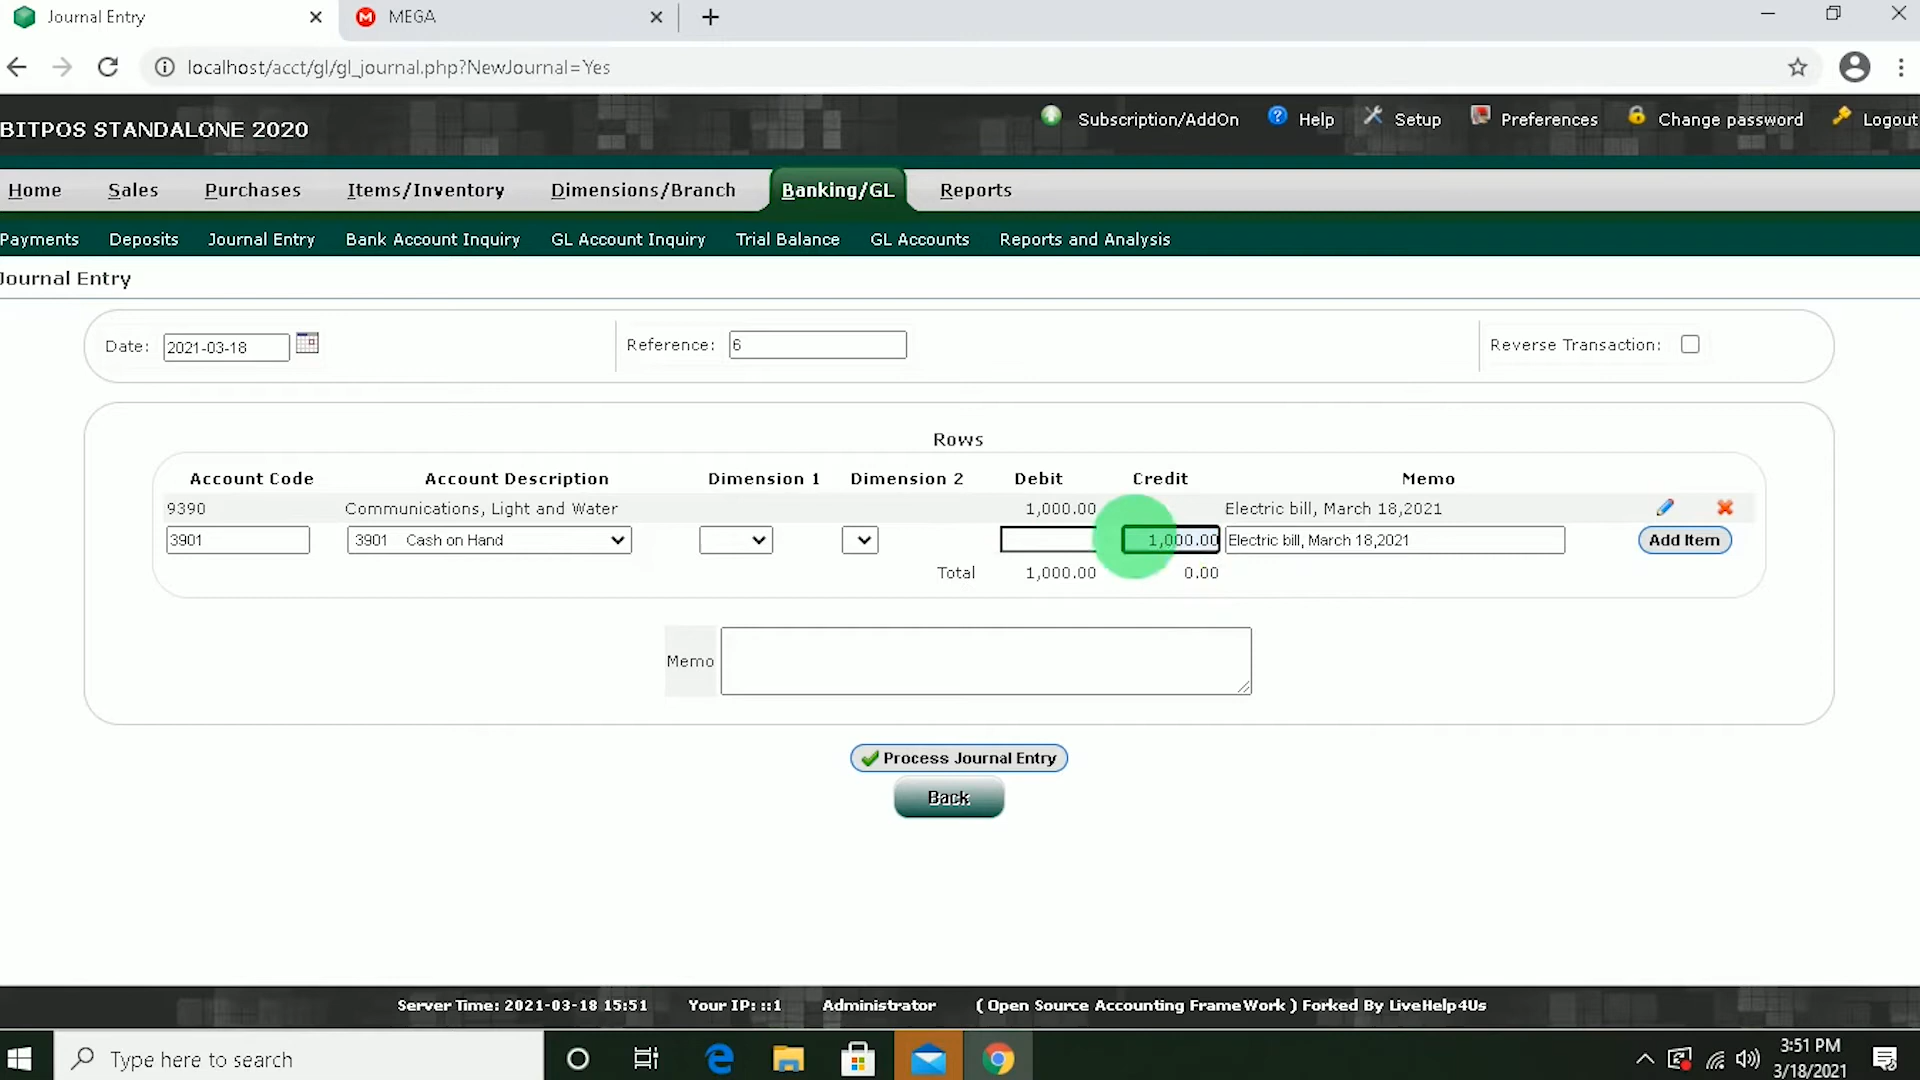 Journal Entry
MEGA
localhost/acct/gl/gl_journal.php?NewJournal=Yes
BITPOS STANDALONE 2020
Subscription/AddOn
Help
Setup
Preferences
Change password
Logout
Home
Sales
Purchases
Items/Inventory
Dimensions/Branch
Banking/GL
Reports
Payments
Deposits
Journal Entry
Bank Account Inquiry
GL Account Inquiry
Trial Balance
GL Accounts
Reports and Analysis
Journal Entry
Date: 2021-03-18
Reference: 6
Reverse Transaction:
Rows
Account Code Account Description Dimension 1 Dimension 2 Debit Credit Memo
9390 Communications, Light and Water 1,000.00 Electric bill, March 18,2021
3901 3901 Cash on Hand 1,000.00 Electric bill, March 18,2021 Add Item
Total 1,000.00 0.00
Memo
Process Journal Entry
Back
Server Time: 2021-03-18 15:51 Your IP: ::1 Administrator ( Open Source Accounting FrameWork ) Forked By LiveHelp4Us
Type here to search
3:51 PM
3/18/2021